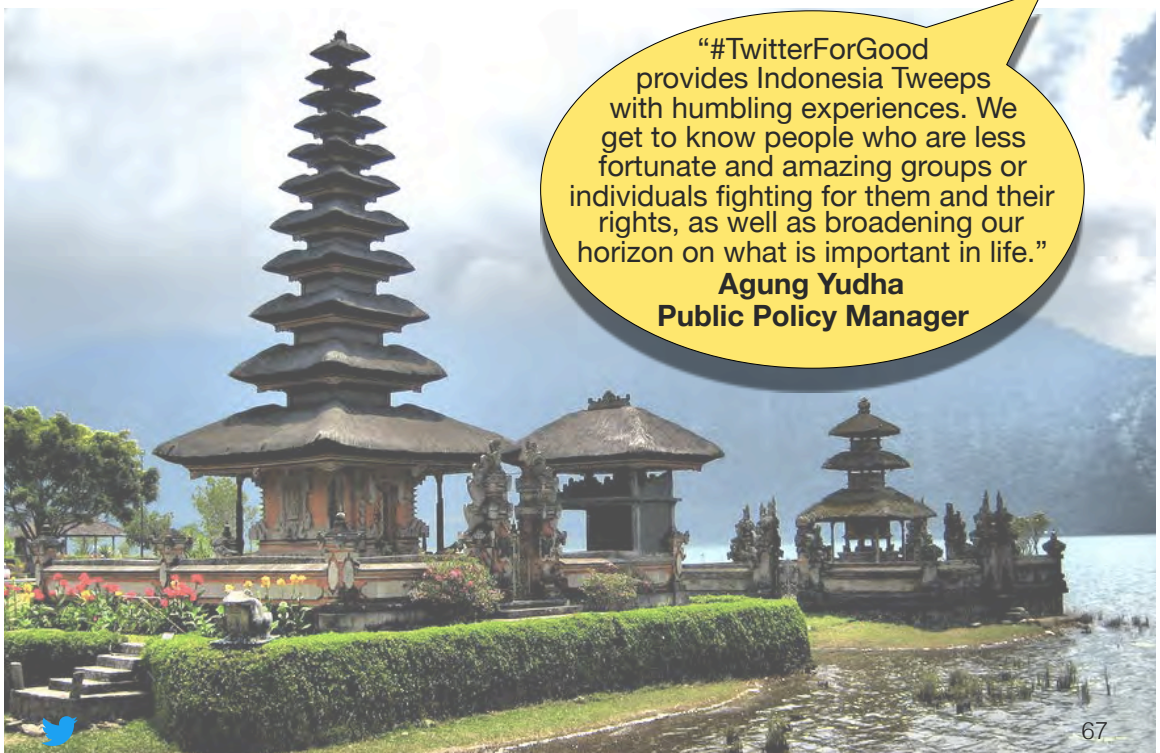 “#TwitterForGood
provides Indonesia Tweeps
with humbling experiences. We
get to know people who are less
fortunate and amazing groups or
individuals fighting for them and their
rights, as well as broadening our
horizon on what is important in life.”
Agung Yudha
Public Policy Manager
67